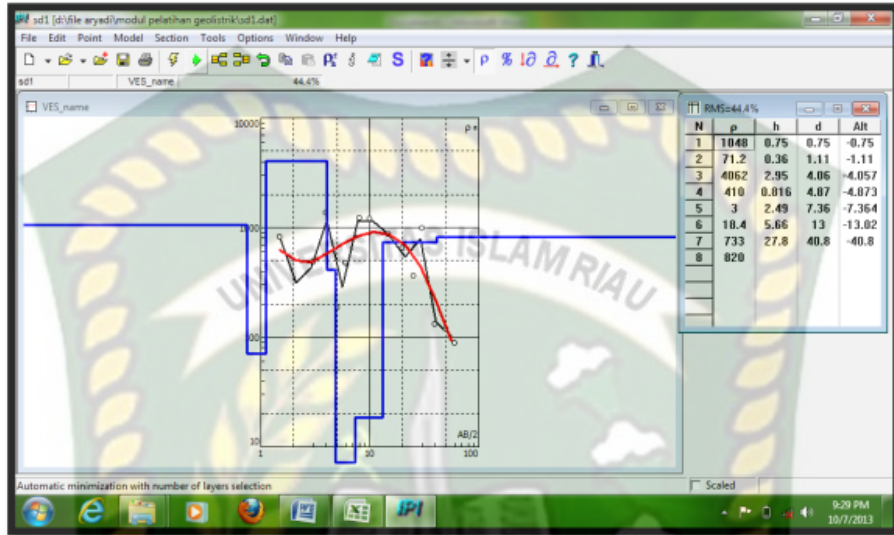 sd1 [d:\file aryadi\modul pelatihan geolistrik\sd1.dat]
File Edit Point Model Section Tools Options Window Help
ρ % ?
sd1 VES_name 44.4%
VES_name
10000
ρa
1000
100
10
1 10 100
AB/2
RMS=44.4%
N ρ h d Alt
1 1048 0.75 0.75 -0.75
2 71.2 0.36 1.11 -1.11
3 4062 2.95 4.06 -4.057
4 410 0.816 4.87 -4.873
5 3 2.49 7.36 -7.364
6 18.4 5.66 13 -13.02
7 733 27.8 40.8 -40.8
8 820
UNIVERSITAS ISLAM RIAU
Automatic minimization with number of layers selection
Scaled
IPI
9:29 PM
10/7/2013